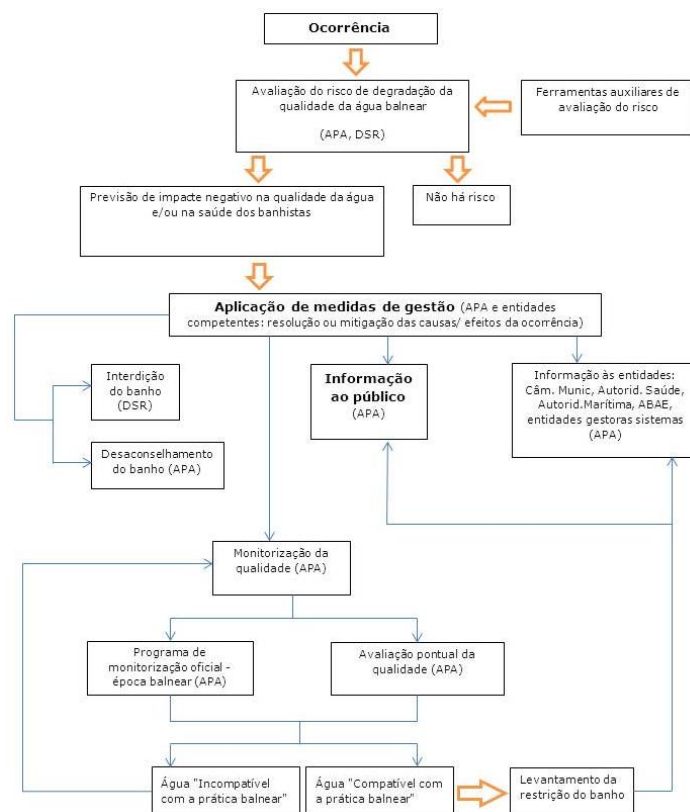 Ocorrência
Avaliação do risco de degradação da
qualidade da água balnear
(APA, DSR)
Ferramentas auxiliares de
avaliação do risco
Previsão de impacte negativo na qualidade da água
e/ou na saúde dos banhistas
Não há risco
Aplicação de medidas de gestão (APA e entidades
competentes: resolução ou mitigação das causas/ efeitos da ocorrência)
Interdição
do banho
(DSR)
Desaconselhamento
do banho (APA)
Informação
ao público
(APA)
Informação às entidades:
Câm. Munic, Autorid. Saúde,
Autorid.Marítima, ABAE,
entidades gestoras sistemas
(APA)
Monitorização da
qualidade (APA)
Programa de
monitorização oficial -
época balnear (APA)
Avaliação pontual da
qualidade (APA)
Água "Incompatível
com a prática balnear"
Água "Compatível com
a prática balnear"
Levantamento da
restrição do banho